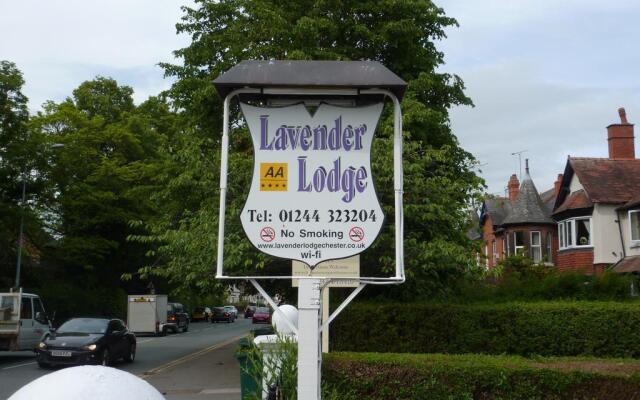 Lavender
AA
Lodge
Tel: 01244 323204
No Smoking
www.lavenderlodgechester.co.uk
wi-fi